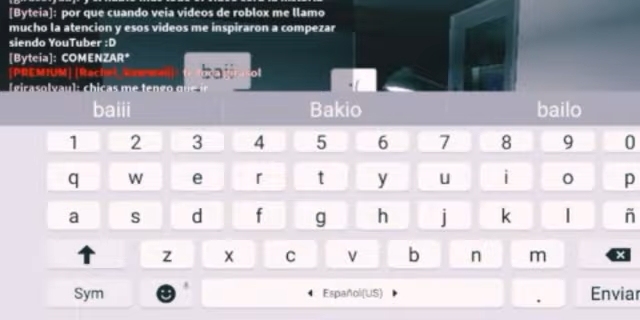 [Byteia]: por que cuando veia videos de roblox me llamo
mucho la atencion y esos videos me inspiraron a compezar
siendo YouTuber :D
[Byteia]: COMENZAR*
baiii
:(
[girasolyau]: chicas me tengo que ir
baiii Bakio bailo
1 2 3 4 5 6 7 8 9 0
q w e r t y u i o p
a s d f g h j k l ñ
z x c v b n m
Sym Español(US) . Enviar